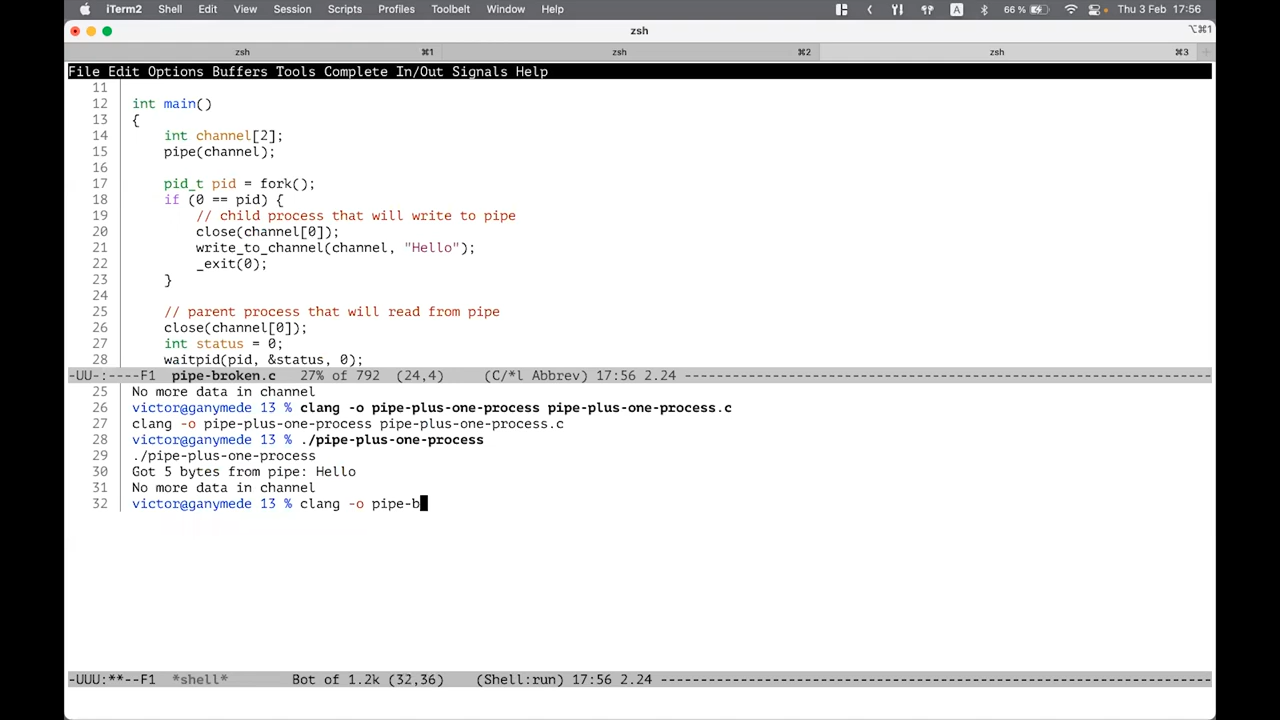 iTerm2 Shell Edit View Session Scripts Profiles Toolbelt Window Help A 66 % Thu 3 Feb 17:56
zsh ⌥⌘1
zsh ⌘1 zsh ⌘2 zsh ⌘3
File Edit Options Buffers Tools Complete In/Out Signals Help
11
12 int main()
13 {
14 int channel[2];
15 pipe(channel);
16
17 pid_t pid = fork();
18 if (0 == pid) {
19 // child process that will write to pipe
20 close(channel[0]);
21 write_to_channel(channel, "Hello");
22 _exit(0);
23 }
24
25 // parent process that will read from pipe
26 close(channel[0]);
27 int status = 0;
28 waitpid(pid, &status, 0);
-UU-:----F1 pipe-broken.c 27% of 792 (24,4) (C/*l Abbrev) 17:56 2.24 ------------------------------------------------------------------
25 No more data in channel
26 victor@ganymede 13 % clang -o pipe-plus-one-process pipe-plus-one-process.c
27 clang -o pipe-plus-one-process pipe-plus-one-process.c
28 victor@ganymede 13 % ./pipe-plus-one-process
29 ./pipe-plus-one-process
30 Got 5 bytes from pipe: Hello
31 No more data in channel
32 victor@ganymede 13 % clang -o pipe-b
-UUU:**--F1 *shell* Bot of 1.2k (32,36) (Shell:run) 17:56 2.24 ---------------------------------------------------------------------